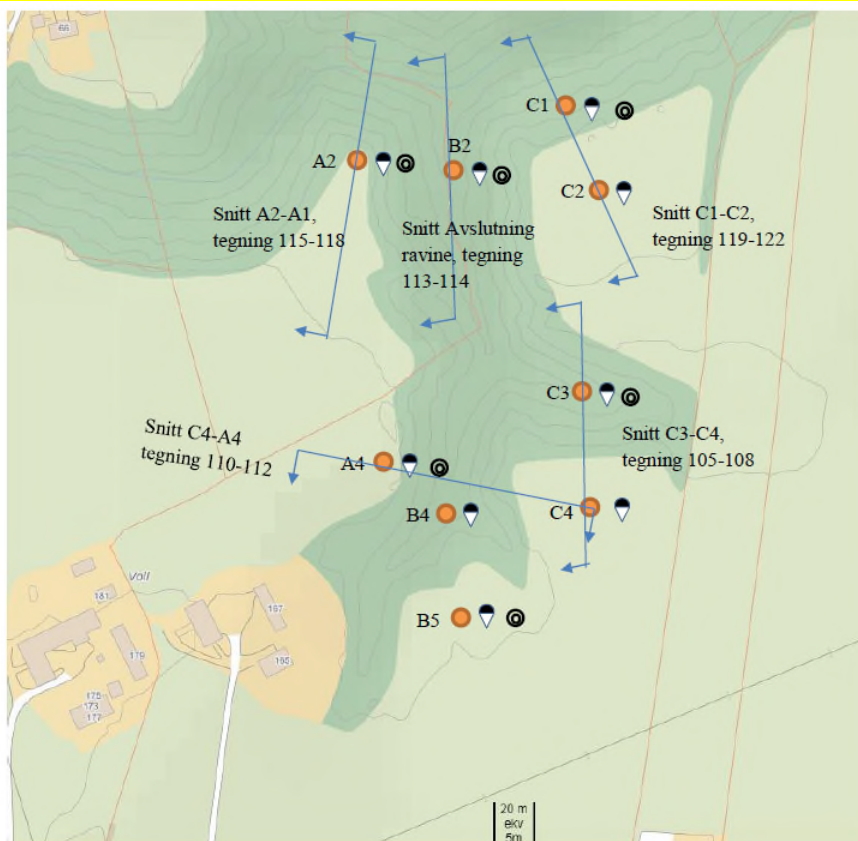 66
C1
A2
B2
C2
Snitt A2-A1,
tegning 115-118
Snitt Avslutning
ravine, tegning
113-114
Snitt C1-C2,
tegning 119-122
C3
Snitt C4-A4
tegning 110-112
Snitt C3-C4,
tegning 105-108
A4
B4
C4
Voll
181
167
B5
179
165
175
173
177
20 m
ekv
5m